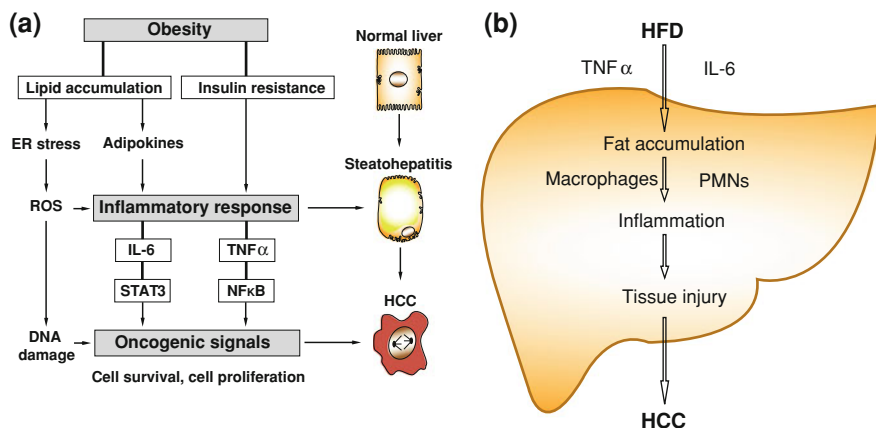 (a)
Obesity
Lipid accumulation
Insulin resistance
ER stress
Adipokines
ROS
Inflammatory response
IL-6
TNFα
STAT3
NFκB
DNA
damage
Oncogenic signals
Cell survival, cell proliferation
Normal liver
Steatohepatitis
HCC
(b)
HFD
TNF α
IL-6
Fat accumulation
Macrophages
PMNs
Inflammation
Tissue injury
HCC